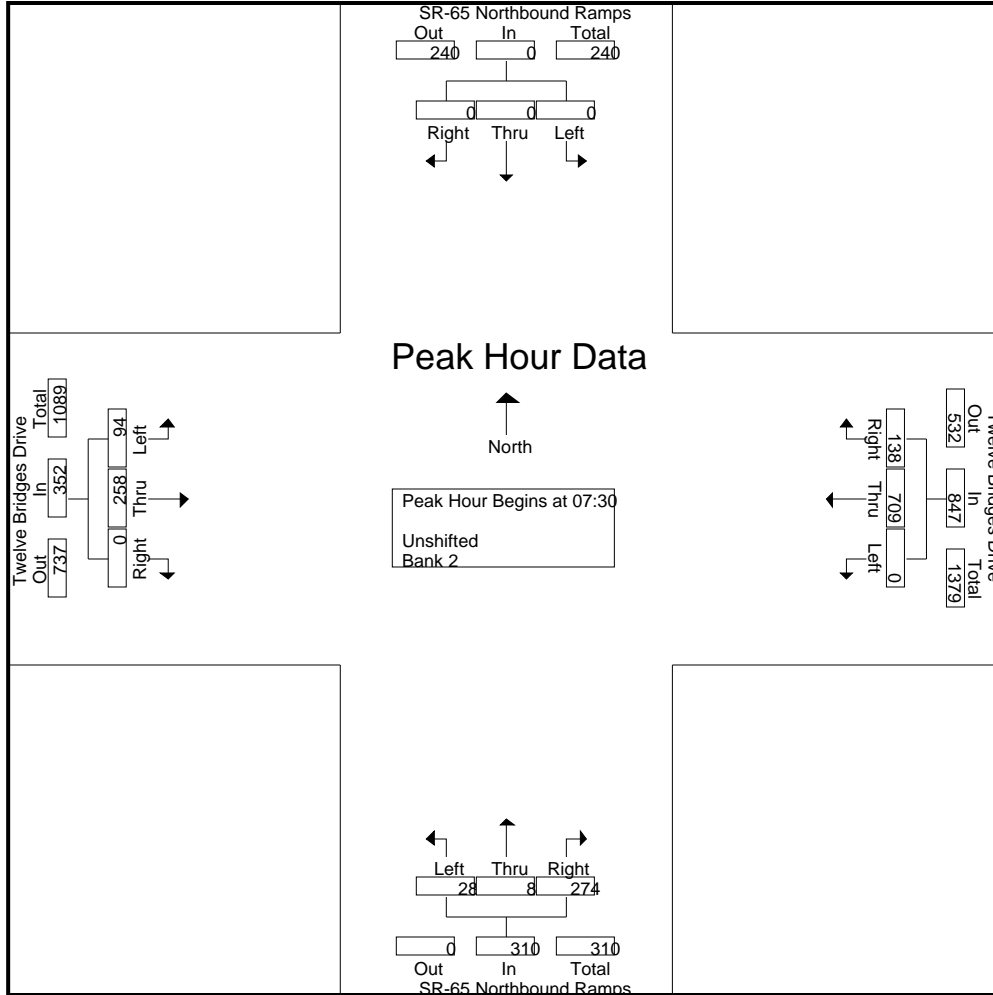 SR-65 Northbound Ramps
Out In Total
240 0 240
0 0 0
Right Thru Left
Peak Hour Data
North
Peak Hour Begins at 07:30
Unshifted
Bank 2
Twelve Bridges Drive
Total In Out
1089 352 737
94 258 0
Left Thru Right
Twelve Bridges Drive
Out In Total
532 847 1379
138 709 0
Right Thru Left
Left Thru Right
28 8 274
0 310 310
Out In Total
SR-65 Northbound Ramps